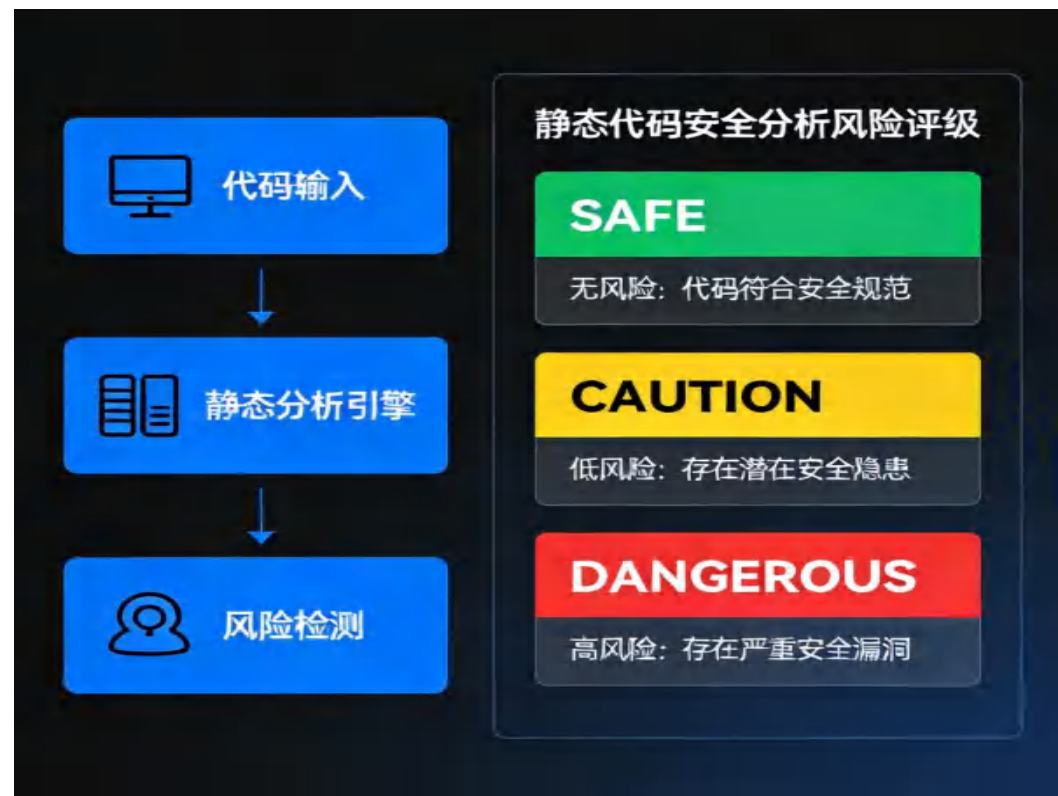 代码输入
静态分析引擎
风险检测
静态代码安全分析风险评级
SAFE
无风险：代码符合安全规范
CAUTION
低风险：存在潜在安全隐患
DANGEROUS
高风险：存在严重安全漏洞